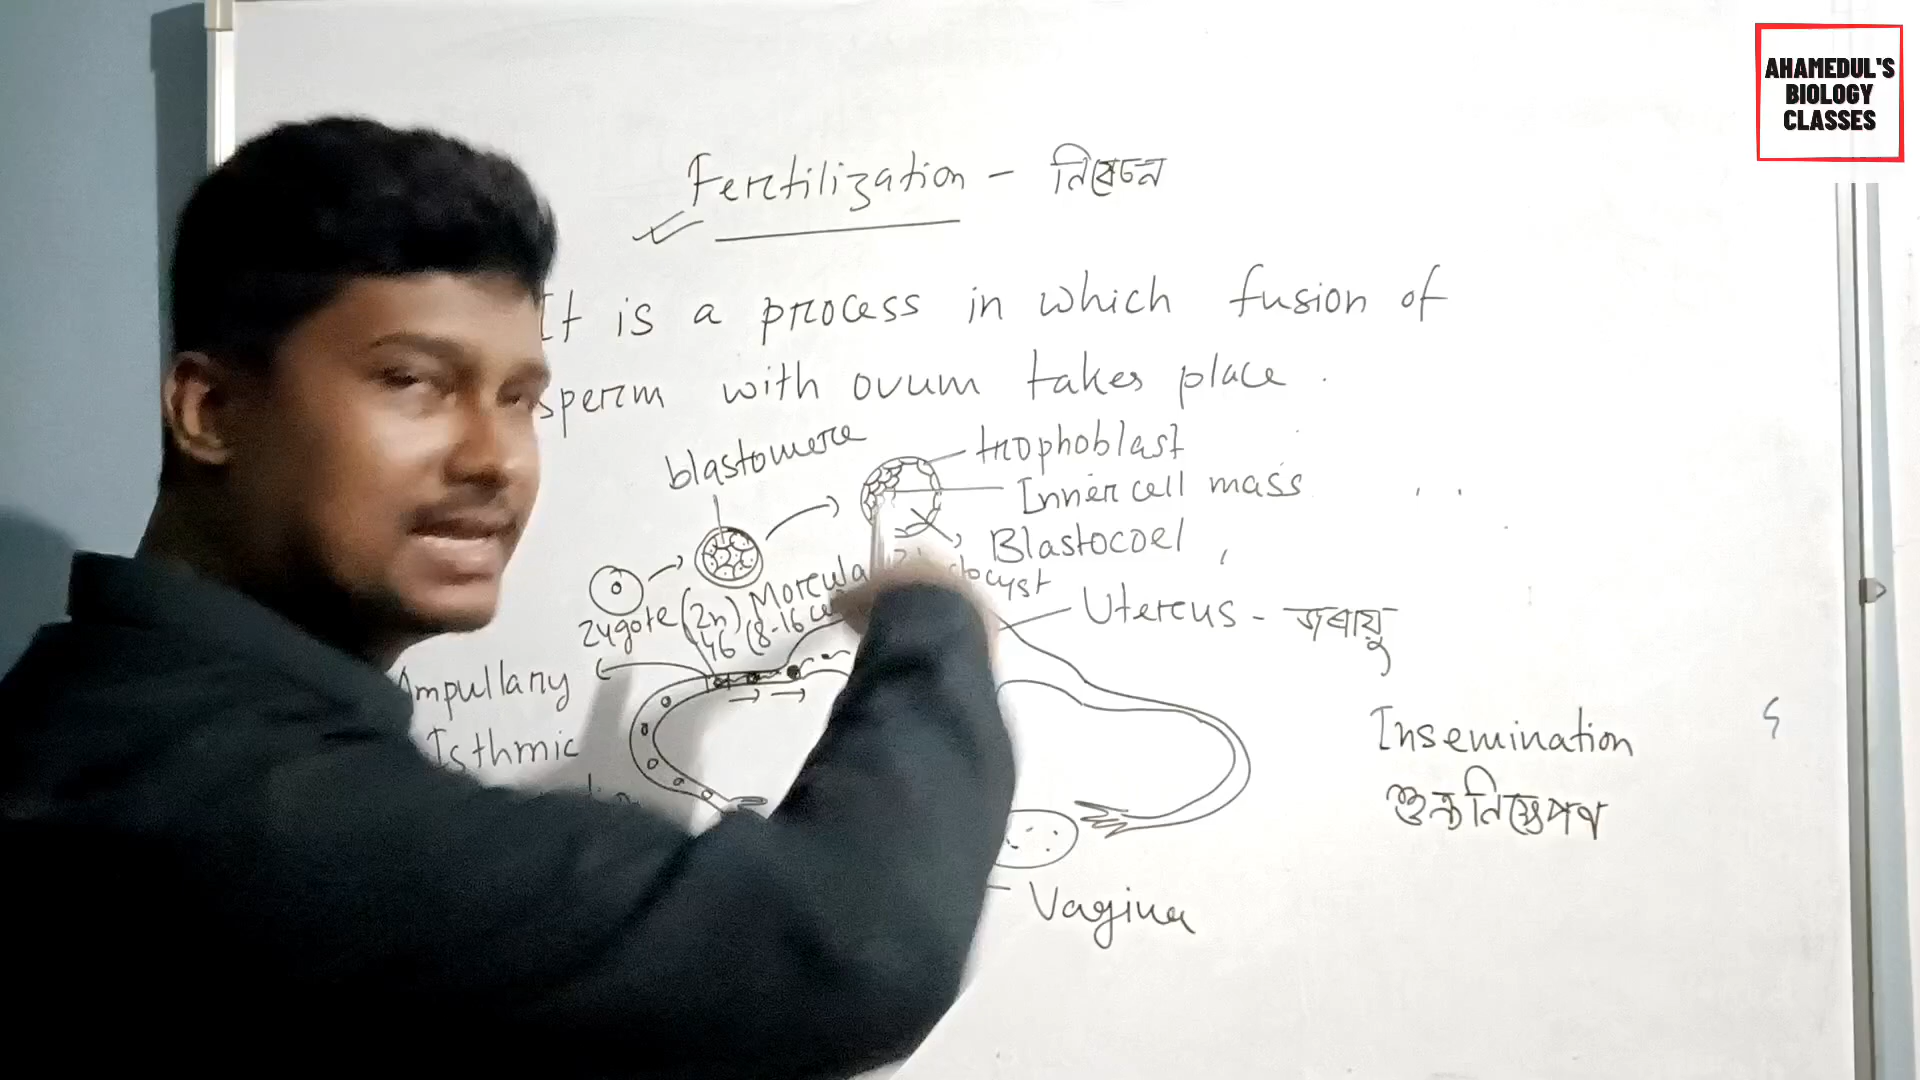 AHAMEDUL'S
BIOLOGY
CLASSES
Fertilization - নিষেচন
It is a process in which fusion of
sperm with ovum takes place.
blastomere
trophoblast
Inner cell mass
Blastocoel
Zygote (2n)
46
Morula
(8-16
Uterus - জরায়ু
Ampullary
Isthmic
Insemination
শুক্রনিক্ষেপণ
Vagina